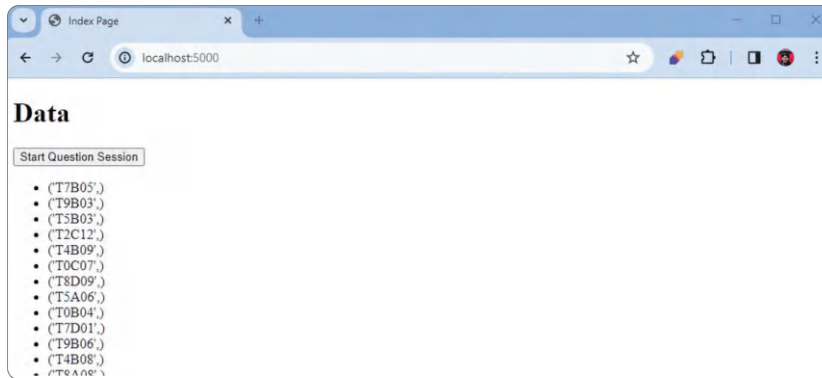 Index Page
localhost:5000
Data
Start Question Session
• ('T7B05',)
• ('T9B03',)
• ('T5B03',)
• ('T2C12',)
• ('T4B09',)
• ('T0C07',)
• ('T8D09',)
• ('T5A06',)
• ('T0B04',)
• ('T7D01',)
• ('T9B06',)
• ('T4B08',)
• ('T8A08',)